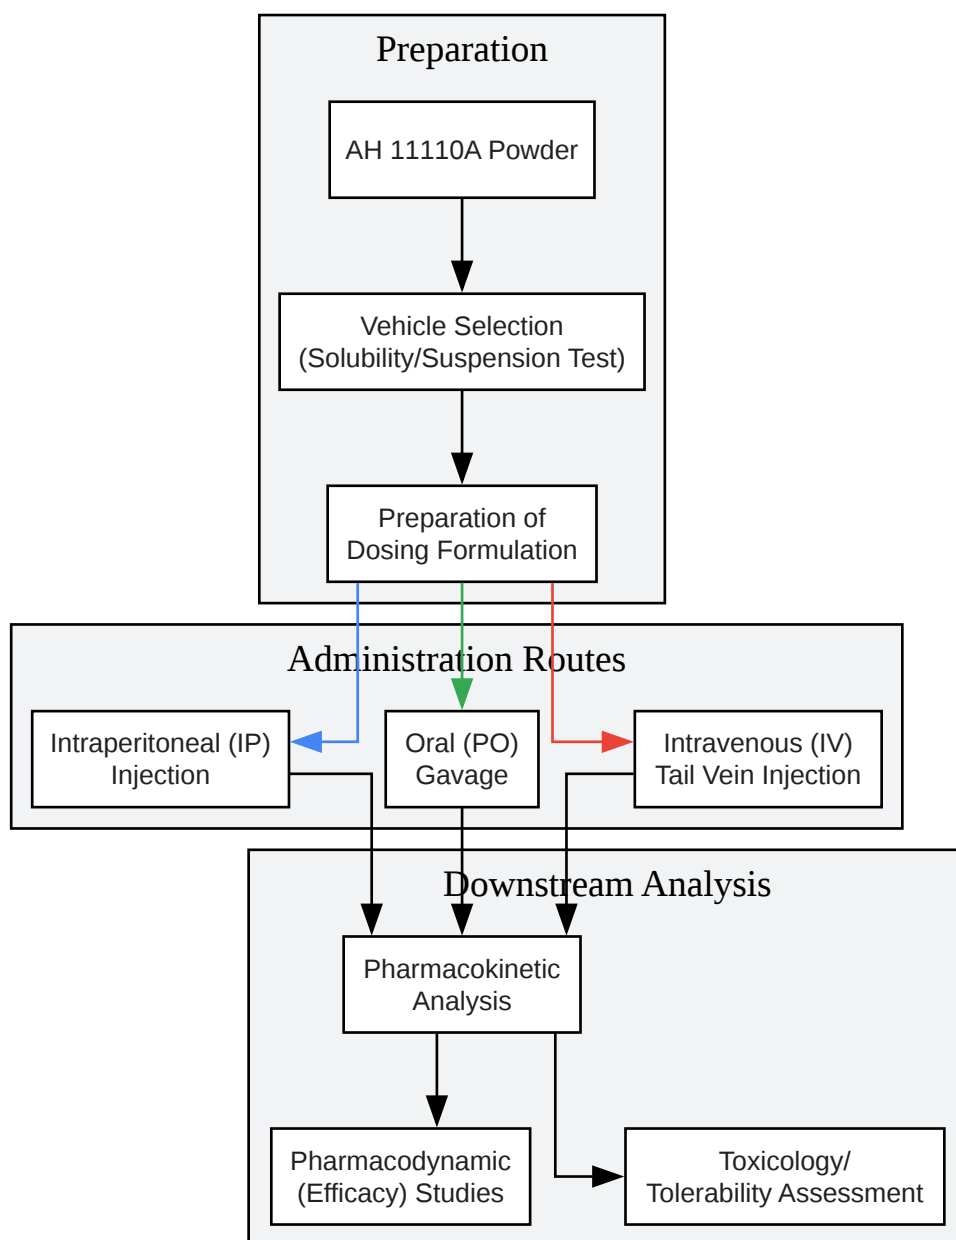 Preparation
AH 11110A Powder
Vehicle Selection
(Solubility/Suspension Test)
Preparation of
Dosing Formulation
Administration Routes
Intraperitoneal (IP)
Injection
Oral (PO)
Gavage
Intravenous (IV)
Tail Vein Injection
Downstream Analysis
Pharmacokinetic
Analysis
Pharmacodynamic
(Efficacy) Studies
Toxicology/
Tolerability Assessment